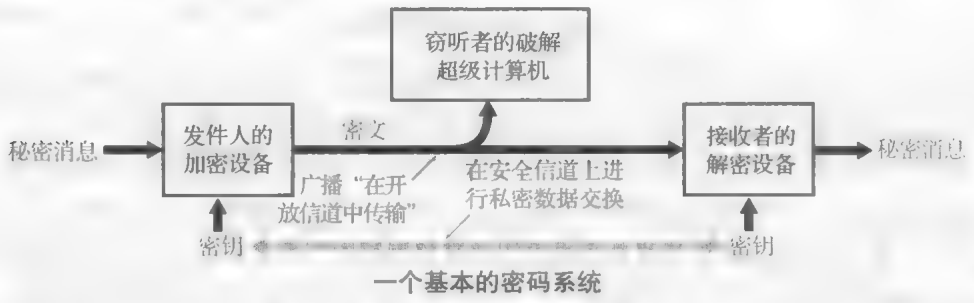 窃听者的破解
超级计算机
秘密消息
发件人的
加密设备
密文
接收者的
解密设备
秘密消息
广播“在开
放信道中传输”
在安全信道上进
行私密数据交换
密钥
密钥
一个基本的密码系统